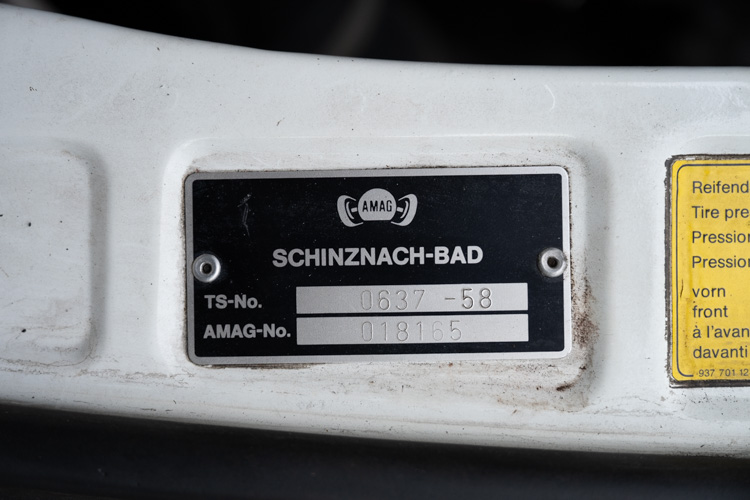 AMAG
SCHINZNACH-BAD
TS-No. 0637 -58
AMAG-No. 018165
Reifend
Tire pre
Pression
Pression
vorn
front
à l'avan
davanti
937 701 12